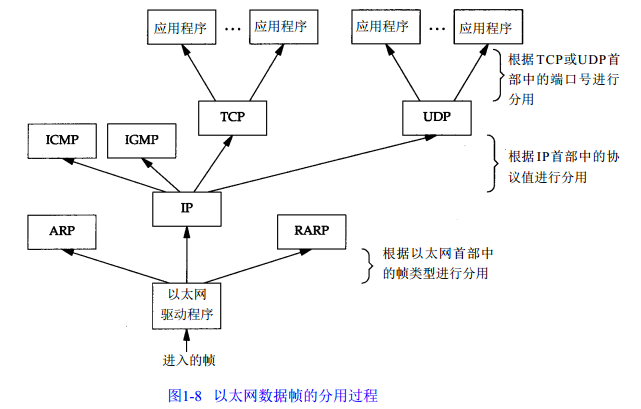 应用程序 … 应用程序 应用程序 … 应用程序
根据TCP或UDP首
部中的端口号进行
分用
TCP UDP
ICMP IGMP
根据IP首部中的协
议值进行分用
IP
ARP RARP
根据以太网首部中
的帧类型进行分用
以太网
驱动程序
进入的帧
图1-8 以太网数据帧的分用过程